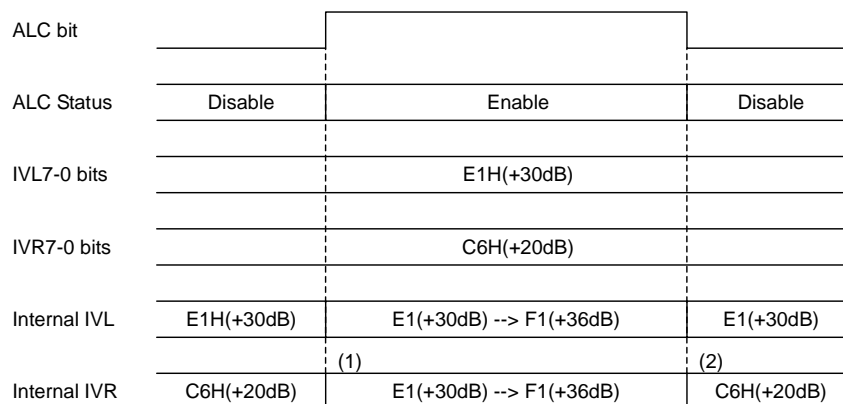 ALC bit
ALC Status Disable Enable Disable
IVL7-0 bits E1H(+30dB)
IVR7-0 bits C6H(+20dB)
Internal IVL E1H(+30dB) E1(+30dB) --> F1(+36dB) E1(+30dB)
(1) (2)
Internal IVR C6H(+20dB) E1(+30dB) --> F1(+36dB) C6H(+20dB)